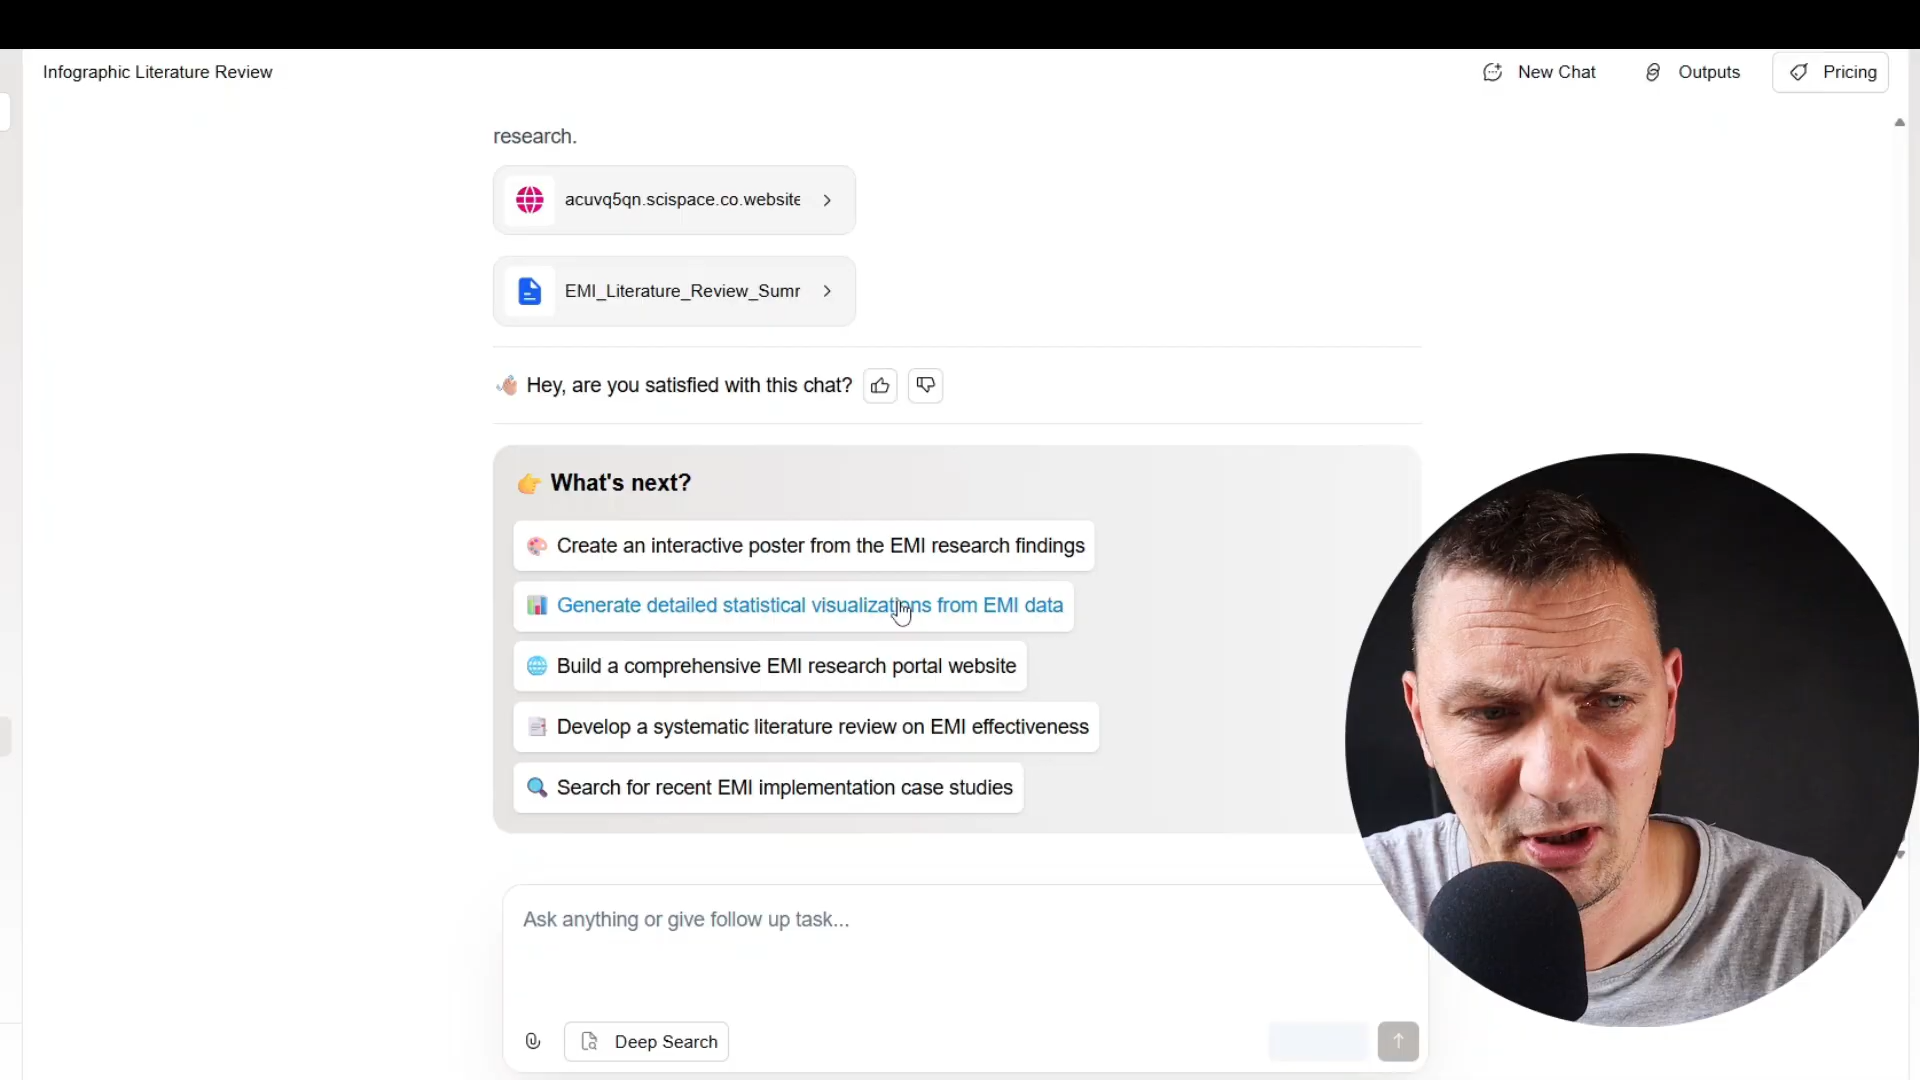 Infographic Literature Review
New Chat
Outputs
Pricing
research.
acuvq5qn.scispace.co.website
EMI_Literature_Review_Sumr
Hey, are you satisfied with this chat?
What's next?
Create an interactive poster from the EMI research findings
Generate detailed statistical visualizations from EMI data
Build a comprehensive EMI research portal website
Develop a systematic literature review on EMI effectiveness
Search for recent EMI implementation case studies
Ask anything or give follow up task...
Deep Search